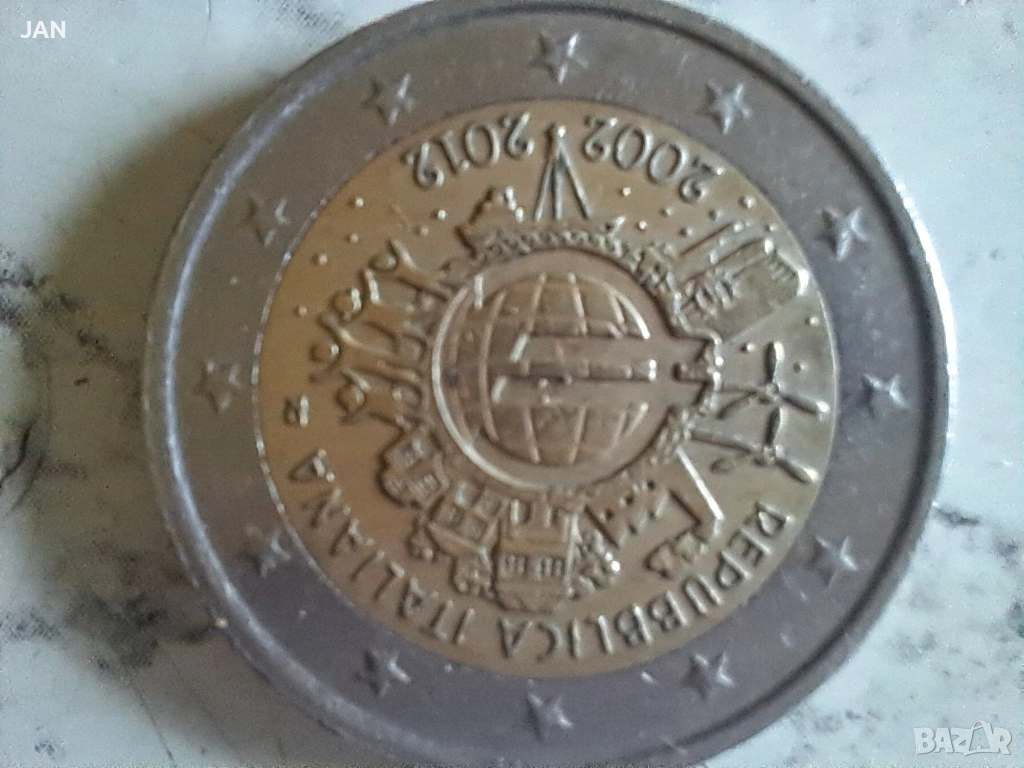 JAN
REPUBBLICA ITALIANA
R
2002 2012
BAZAR